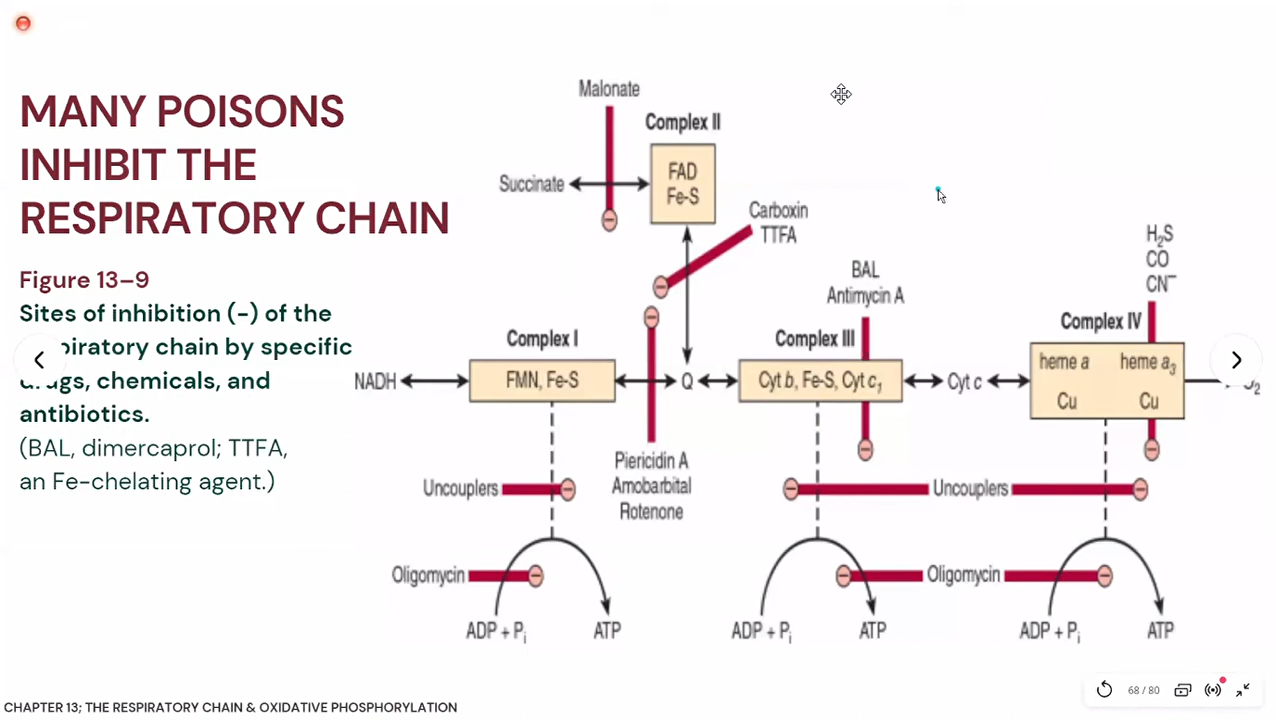 MANY POISONS
INHIBIT THE
RESPIRATORY CHAIN
Figure 13–9
Sites of inhibition (-) of the
by specific
chemicals, and
antibiotics.
(BAL, dimercaprol; TTFA,
an Fe-chelating agent.)
Malonate
Complex II
FAD
Fe-S
Succinate
Carboxin
TTFA
H₂S
CO
CN⁻
BAL
Antimycin A
Complex I
Complex III
Complex IV
NADH
FMN, Fe-S
Q
Cyt b, Fe-S, Cyt c₁
Cyt c
heme a
heme a₃
Cu
Cu
Piericidin A
Amobarbital
Rotenone
Uncouplers
Uncouplers
Oligomycin
Oligomycin
ADP + Pᵢ
ATP
ADP + Pᵢ
ATP
ADP + Pᵢ
ATP
68 / 80
CHAPTER 13; THE RESPIRATORY CHAIN & OXIDATIVE PHOSPHORYLATION